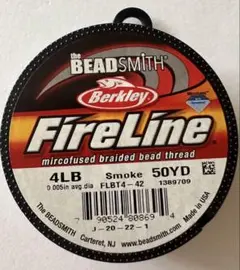 the BEADSMITH®
Berkley
FIRELINE
mircofused braided bead thread
4LB Smoke 50YD
0.005in avg dia FLBT4-42 1389709
7 90524 80869 4
J-20-22-1
Made in USA
The BEADSMITH, Carteret, NJ www.beadsmith.com